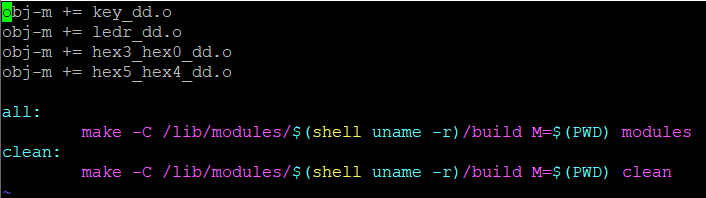 obj-m += key_dd.o
obj-m += ledr_dd.o
obj-m += hex3_hex0_dd.o
obj-m += hex5_hex4_dd.o

all:
        make -C /lib/modules/$(shell uname -r)/build M=$(PWD) modules
clean:
        make -C /lib/modules/$(shell uname -r)/build M=$(PWD) clean
~